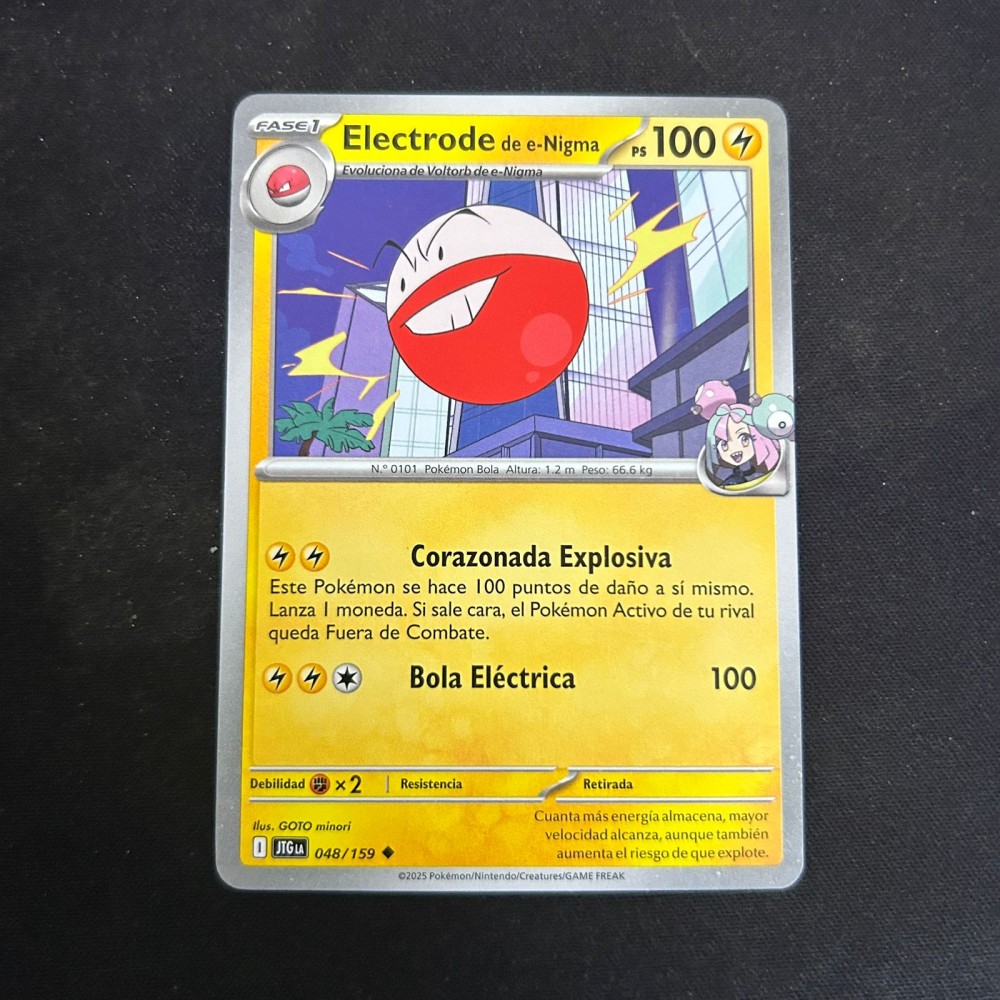 FASE 1
Electrode de e-Nigma
PS 100
Evoluciona de Voltorb de e-Nigma
N.º 0101 Pokémon Bola Altura: 1.2 m Peso: 66.6 kg
Corazonada Explosiva
Este Pokémon se hace 100 puntos de daño a sí mismo.
Lanza 1 moneda. Si sale cara, el Pokémon Activo de tu rival
queda Fuera de Combate.
Bola Eléctrica 100
Debilidad ×2 Resistencia Retirada
Ilus. GOTO minori
Cuanta más energía almacena, mayor
velocidad alcanza, aunque también
aumenta el riesgo de que explote.
I JTG LA 048/159
©2025 Pokémon/Nintendo/Creatures/GAME FREAK